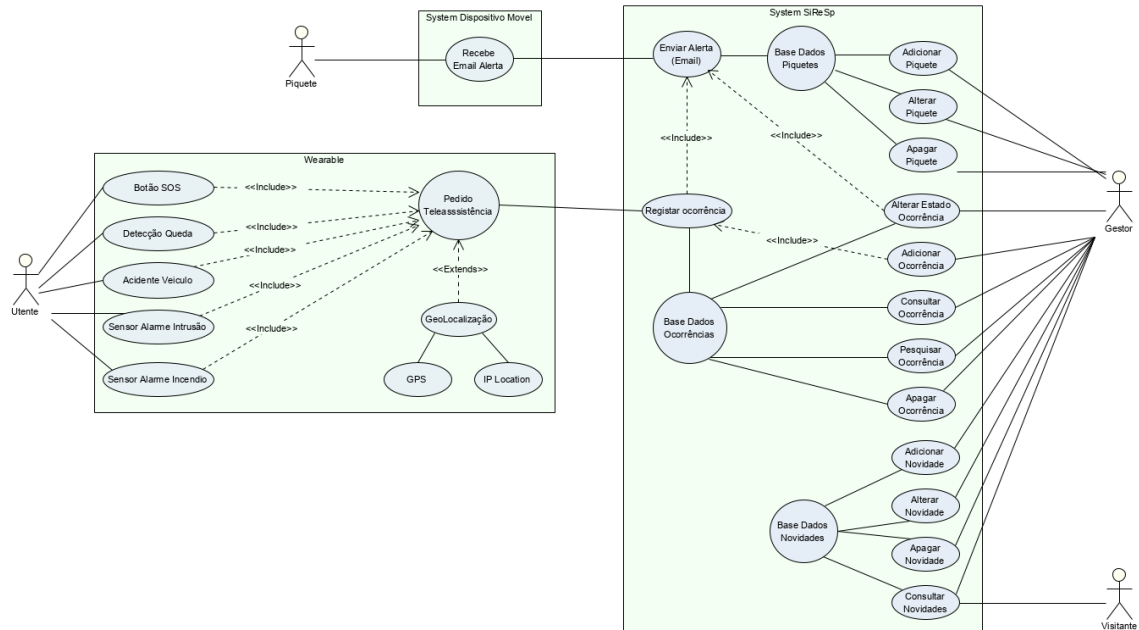 System Dispositivo Movel
Recebe
Email Alerta
Piquete
System SiReSp
Enviar Alerta
(Email)
Base Dados
Piquetes
Adicionar
Piquete
Alterar
Piquete
Apagar
Piquete
<<Include>>
<<Include>>
Wearable
Botão SOS
<<Include>>
Detecção Queda
<<Include>>
Acidente Veiculo
<<Include>>
Sensor Alarme Intrusão
<<Include>>
Sensor Alarme Incendio
<<Include>>
Utente
Pedido
Teleasssistência
<<Extends>>
GeoLocalização
GPS
IP Location
Registar ocorrência
Alterar Estado
Ocorrência
Gestor
<<Include>>
Adicionar
Ocorrência
Base Dados
Ocorrências
Consultar
Ocorrência
Pesquisar
Ocorrência
Apagar
Ocorrência
Adicionar
Novidade
Base Dados
Novidades
Alterar
Novidade
Apagar
Novidade
Consultar
Novidades
Visitante